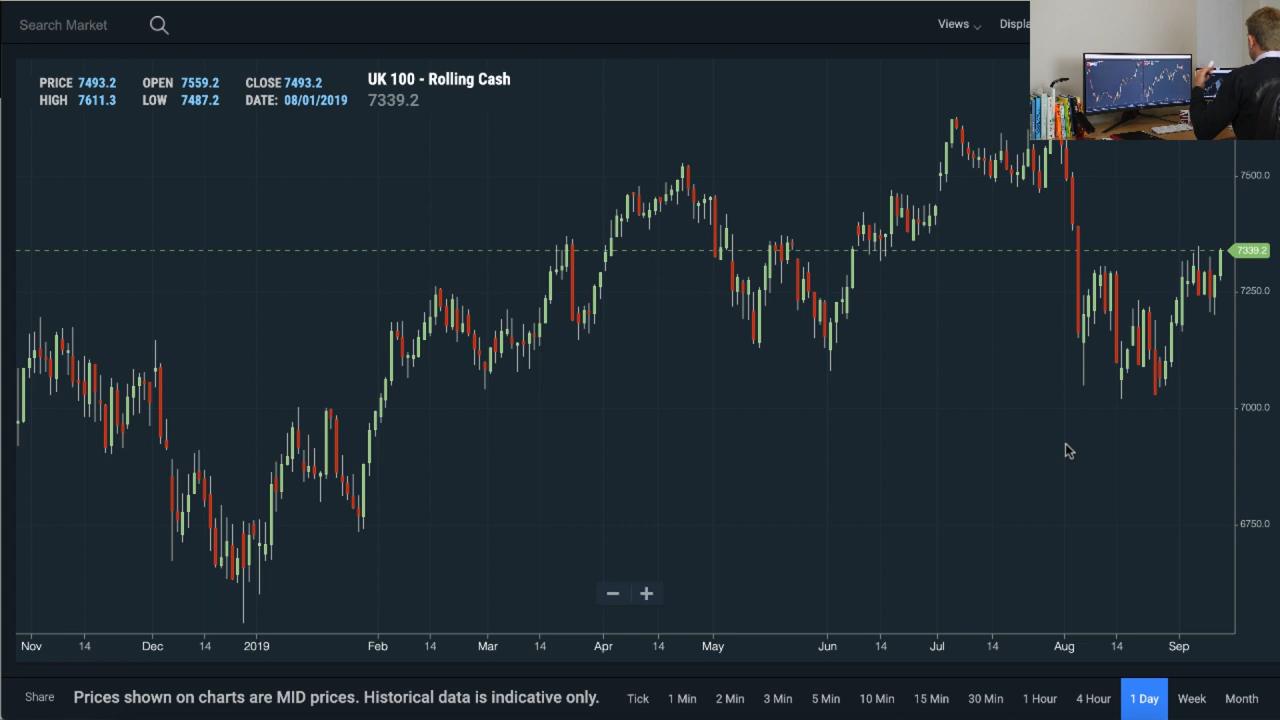 Search Market
Views
Displa
PRICE 7493.2 OPEN 7559.2 CLOSE 7493.2
HIGH 7611.3 LOW 7487.2 DATE: 08/01/2019
UK 100 - Rolling Cash
7339.2
7500.0
7339.2
7250.0
7000.0
6750.0
Nov 14 Dec 14 2019 Feb 14 Mar 14 Apr 14 May Jun 14 Jul 14 Aug 14 Sep
Share Prices shown on charts are MID prices. Historical data is indicative only. Tick 1 Min 2 Min 3 Min 5 Min 10 Min 15 Min 30 Min 1 Hour 4 Hour 1 Day Week Month